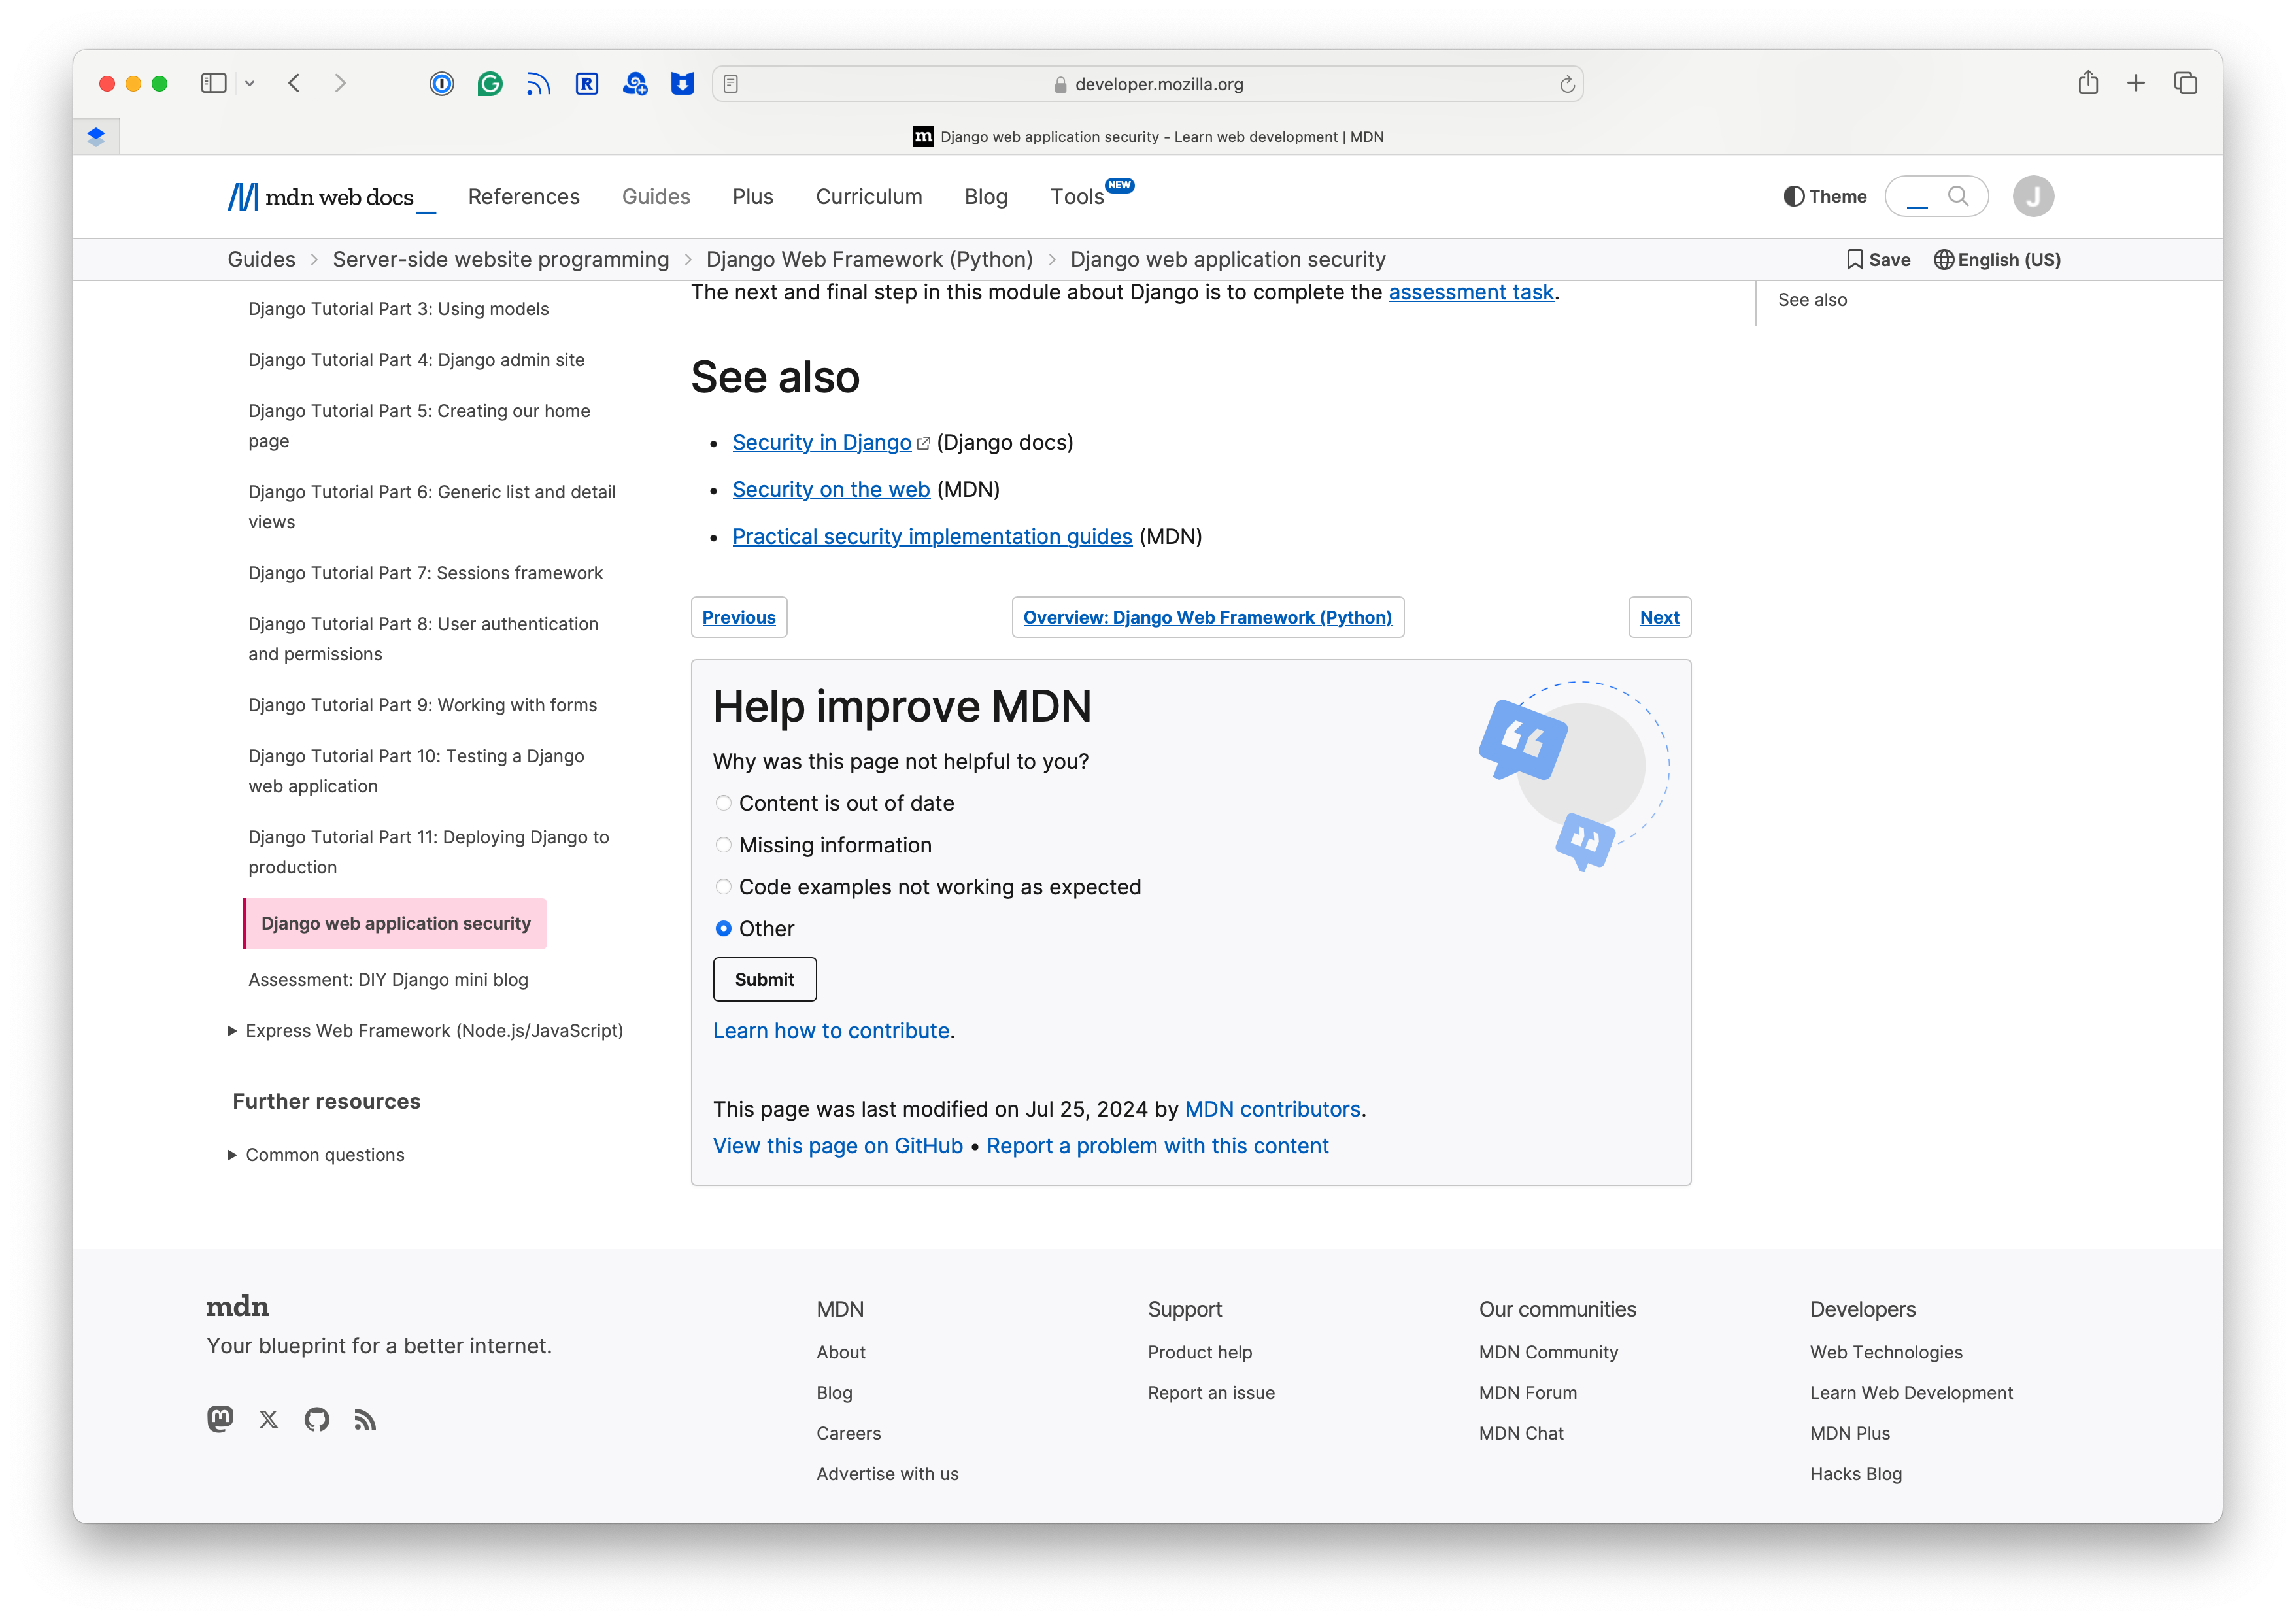 developer.mozilla.org
m Django web application security - Learn web development | MDN
mdn web docs_
References
Guides
Plus
Curriculum
Blog
Tools NEW
Theme
J
Guides > Server-side website programming > Django Web Framework (Python) > Django web application security
Save
English (US)
Django Tutorial Part 3: Using models
Django Tutorial Part 4: Django admin site
Django Tutorial Part 5: Creating our home
page
Django Tutorial Part 6: Generic list and detail
views
Django Tutorial Part 7: Sessions framework
Django Tutorial Part 8: User authentication
and permissions
Django Tutorial Part 9: Working with forms
Django Tutorial Part 10: Testing a Django
web application
Django Tutorial Part 11: Deploying Django to
production
Django web application security
Assessment: DIY Django mini blog
Express Web Framework (Node.js/JavaScript)
Further resources
Common questions
The next and final step in this module about Django is to complete the assessment task.
See also
• Security in Django (Django docs)
• Security on the web (MDN)
• Practical security implementation guides (MDN)
Previous
Overview: Django Web Framework (Python)
Next
Help improve MDN
Why was this page not helpful to you?
Content is out of date
Missing information
Code examples not working as expected
Other
Submit
Learn how to contribute.
This page was last modified on Jul 25, 2024 by MDN contributors.
View this page on GitHub • Report a problem with this content
See also
mdn
Your blueprint for a better internet.
MDN
About
Blog
Careers
Advertise with us
Support
Product help
Report an issue
Our communities
MDN Community
MDN Forum
MDN Chat
Developers
Web Technologies
Learn Web Development
MDN Plus
Hacks Blog